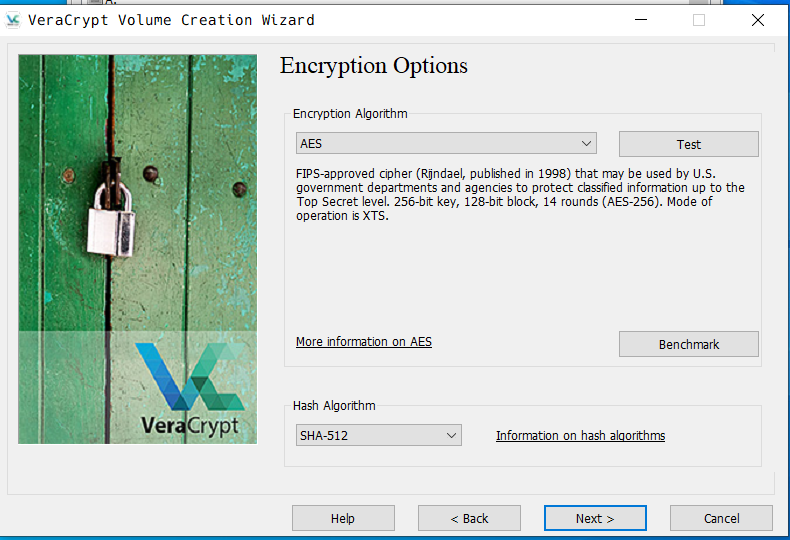 VeraCrypt Volume Creation Wizard
Encryption Options
Encryption Algorithm
AES
Test
FIPS-approved cipher (Rijndael, published in 1998) that may be used by U.S.
government departments and agencies to protect classified information up to the
Top Secret level. 256-bit key, 128-bit block, 14 rounds (AES-256). Mode of
operation is XTS.
More information on AES
Benchmark
VeraCrypt
Hash Algorithm
SHA-512
Information on hash algorithms
Help
< Back
Next >
Cancel